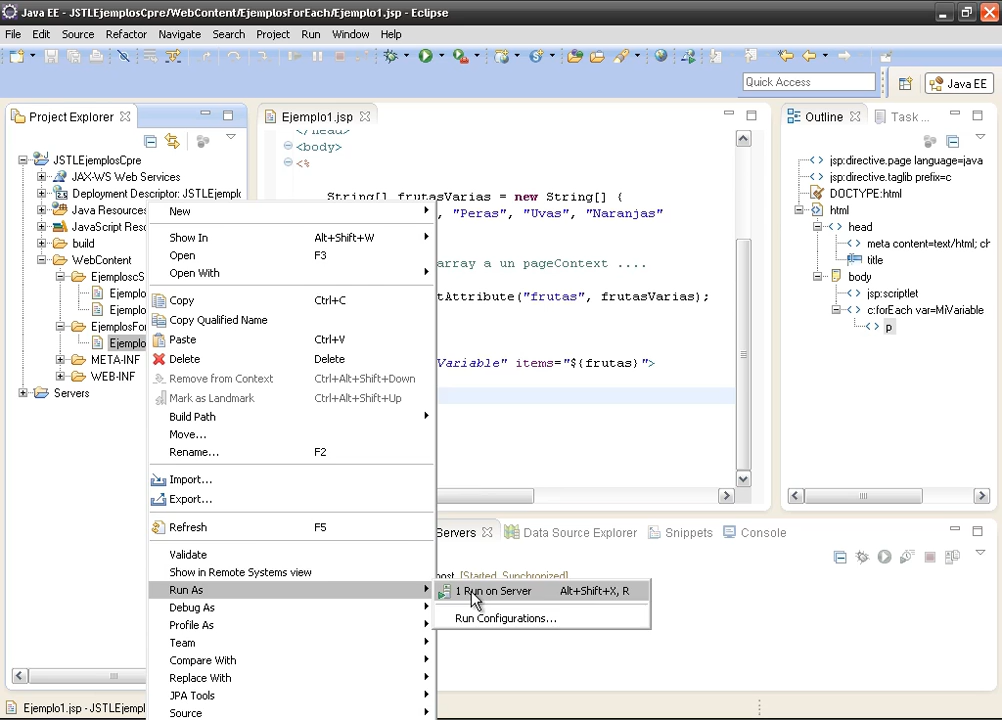 Java EE - JSTLEjemplosCpre/WebContent/EjemplosForEach/Ejemplo1.jsp - Eclipse
File Edit Source Refactor Navigate Search Project Run Window Help
Quick Access
Java EE
Project Explorer
JSTLEjemplosCpre
JAX-WS Web Services
Deployment Descriptor: JSTLEjempl
Java Resources
JavaScript Resc
build
WebContent
EjemploscS
Ejemplo
Ejemplo
EjemplosFor
Ejemplo
META-INF
WEB-INF
Servers
Ejemplo1.jsp
</head>
<body>
<%
String[] frutasVarias = new String[] {
, "Peras", "Uvas", "Naranjas"
array a un pageContext ....
tAttribute("frutas", frutasVarias);
Variable" items="${frutas}">
Outline
Task ...
jsp:directive.page language=java
jsp:directive.taglib prefix=c
DOCTYPE:html
html
head
meta content=text/html; ch
title
body
jsp:scriptlet
c:forEach var=MiVariable
p
New
Show In Alt+Shift+W
Open F3
Open With
Copy Ctrl+C
Copy Qualified Name
Paste Ctrl+V
Delete Delete
Remove from Context Ctrl+Alt+Shift+Down
Mark as Landmark Ctrl+Alt+Shift+Up
Build Path
Move...
Rename... F2
Import...
Export...
Refresh F5
Validate
Show in Remote Systems view
Run As
Debug As
Profile As
Team
Compare With
Replace With
JPA Tools
Source
1 Run on Server Alt+Shift+X, R
Run Configurations...
Servers
Data Source Explorer
Snippets
Console
ost [Started, Synchronized]
Ejemplo1.jsp - JSTLEjempl